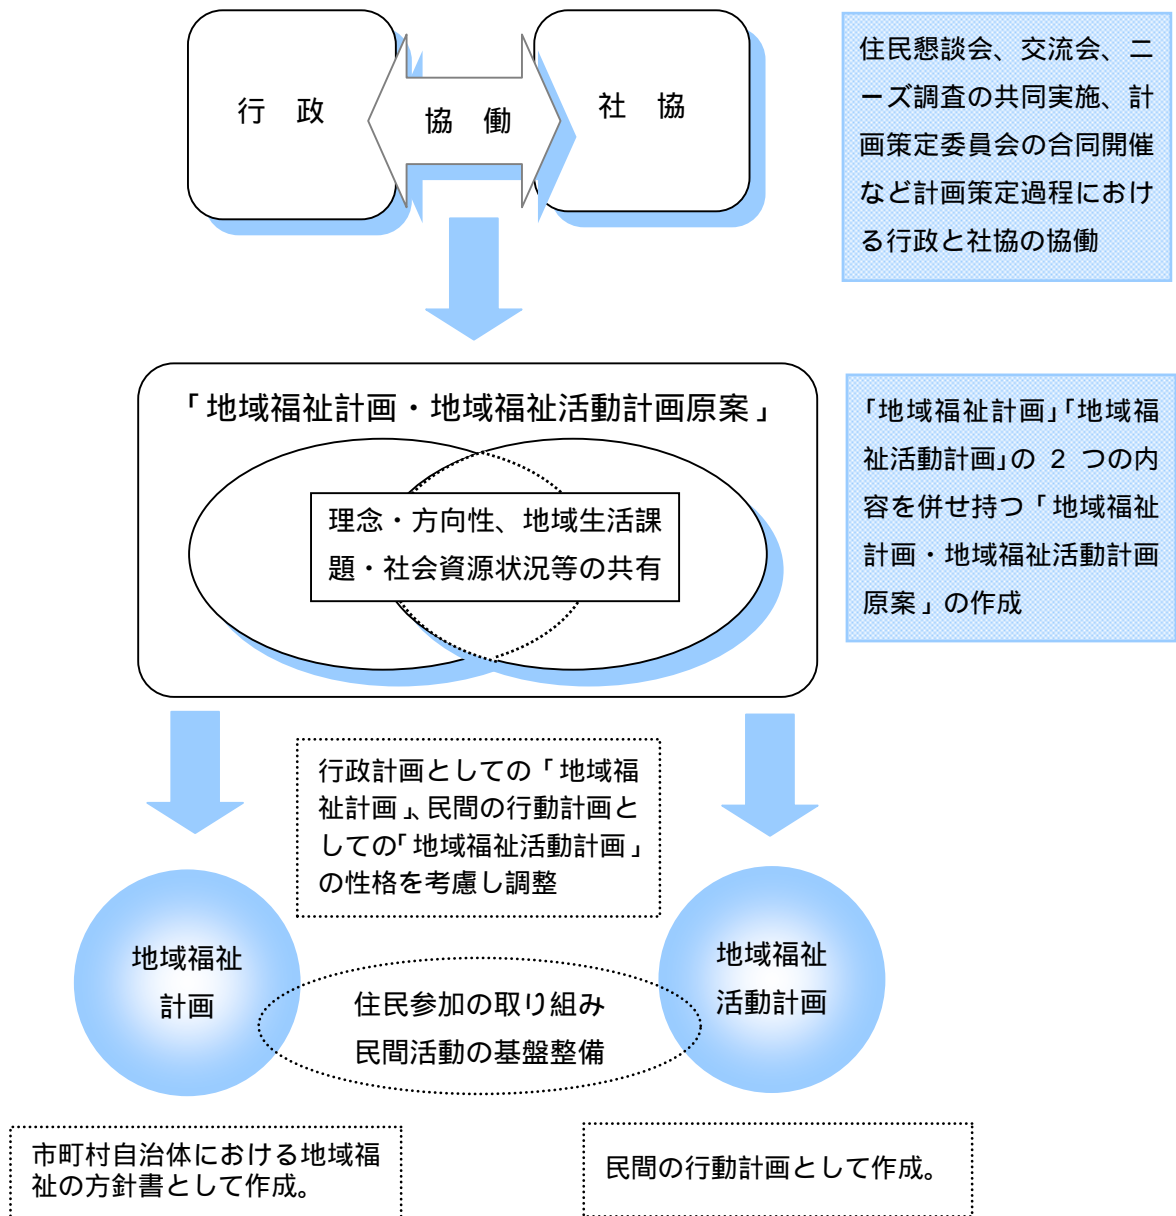 行 政
協 働
社 協
住民懇談会、交流会、ニ
ーズ調査の共同実施、計
画策定委員会の合同開催
など計画策定過程におけ
る行政と社協の協働
「地域福祉計画・地域福祉活動計画原案」
理念・方向性、地域生活課
題・社会資源状況等の共有
「地域福祉計画」「地域福
祉活動計画」の 2 つの内
容を併せ持つ「地域福祉
計画・地域福祉活動計画
原案」の作成
行政計画としての「地域福
祉計画」、民間の行動計画と
しての「地域福祉活動計画」
の性格を考慮し調整
地域福祉
計画
地域福祉
活動計画
住民参加の取り組み
民間活動の基盤整備
市町村自治体における地域福
祉の方針書として作成。
民間の行動計画として作成。